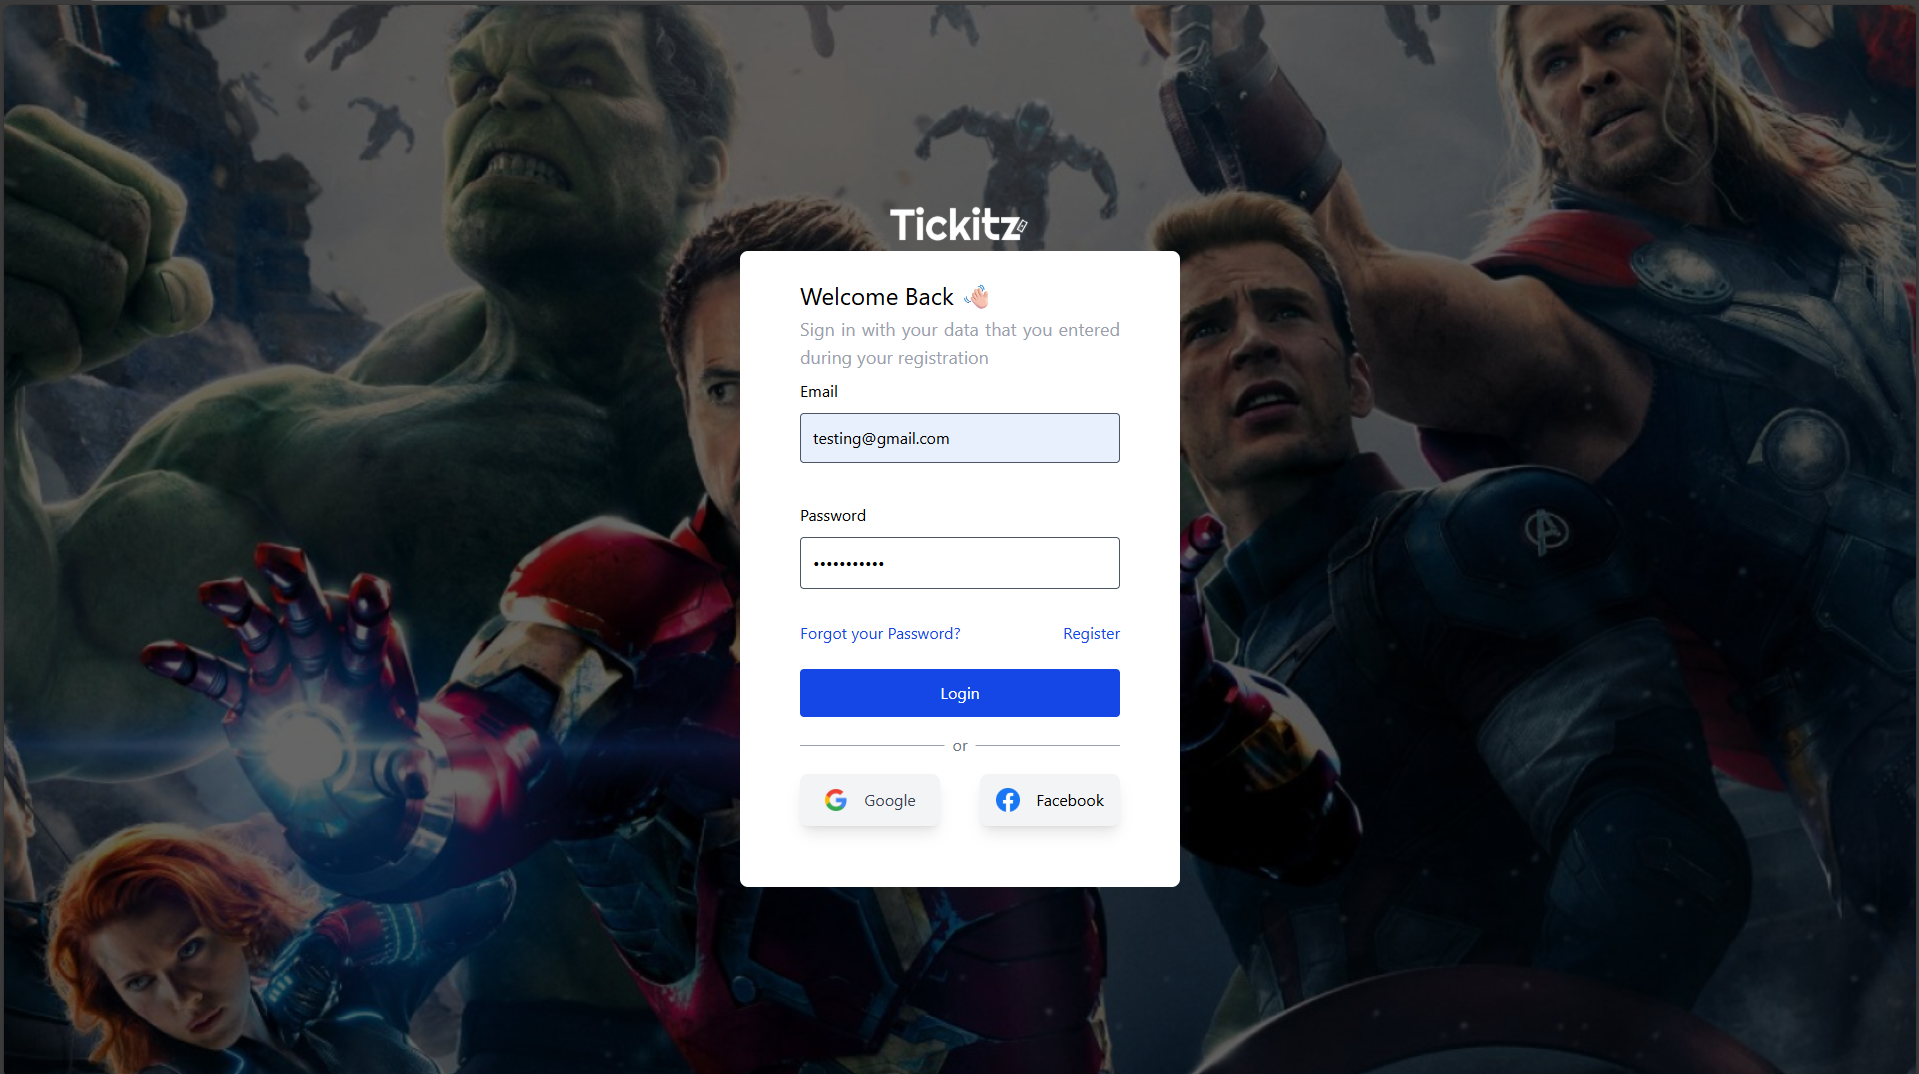 Tickitz
Welcome Back 👋🏻
Sign in with your data that you entered
during your registration
Email
testing@gmail.com
Password
•••••••••••
Forgot your Password?
Register
Login
or
Google
Facebook